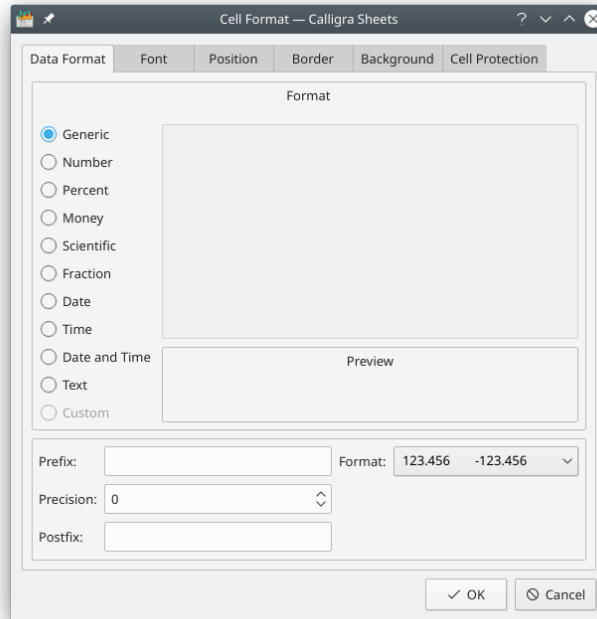 Cell Format — Calligra Sheets
Data Format Font Position Border Background Cell Protection
Format
Generic
Number
Percent
Money
Scientific
Fraction
Date
Time
Date and Time
Text
Custom
Preview
Prefix:
Format: 123.456 -123.456
Precision: 0
Postfix:
OK Cancel